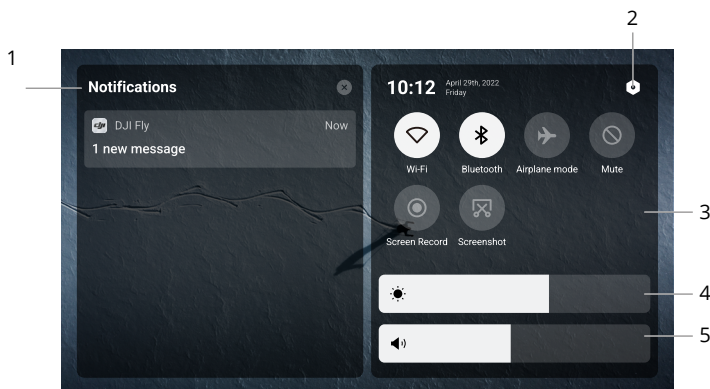 2
1
Notifications
dji DJI Fly Now
1 new message
10:12
April 29th, 2022
Friday
Wi-Fi Bluetooth Airplane mode Mute
Screen Record Screenshot
3
4
5